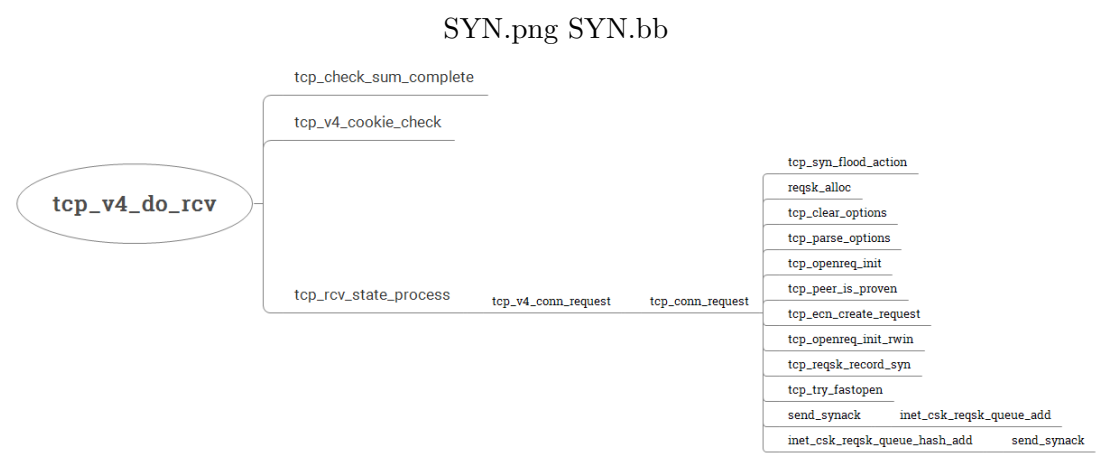 SYN.png SYN.bb
tcp_check_sum_complete
tcp_v4_cookie_check
tcp_v4_do_rcv
tcp_rcv_state_process
tcp_v4_conn_request
tcp_conn_request
tcp_syn_flood_action
reqsk_alloc
tcp_clear_options
tcp_parse_options
tcp_openreq_init
tcp_peer_is_proven
tcp_ecn_create_request
tcp_openreq_init_rwin
tcp_reqsk_record_syn
tcp_try_fastopen
send_synack inet_csk_reqsk_queue_add
inet_csk_reqsk_queue_hash_add send_synack